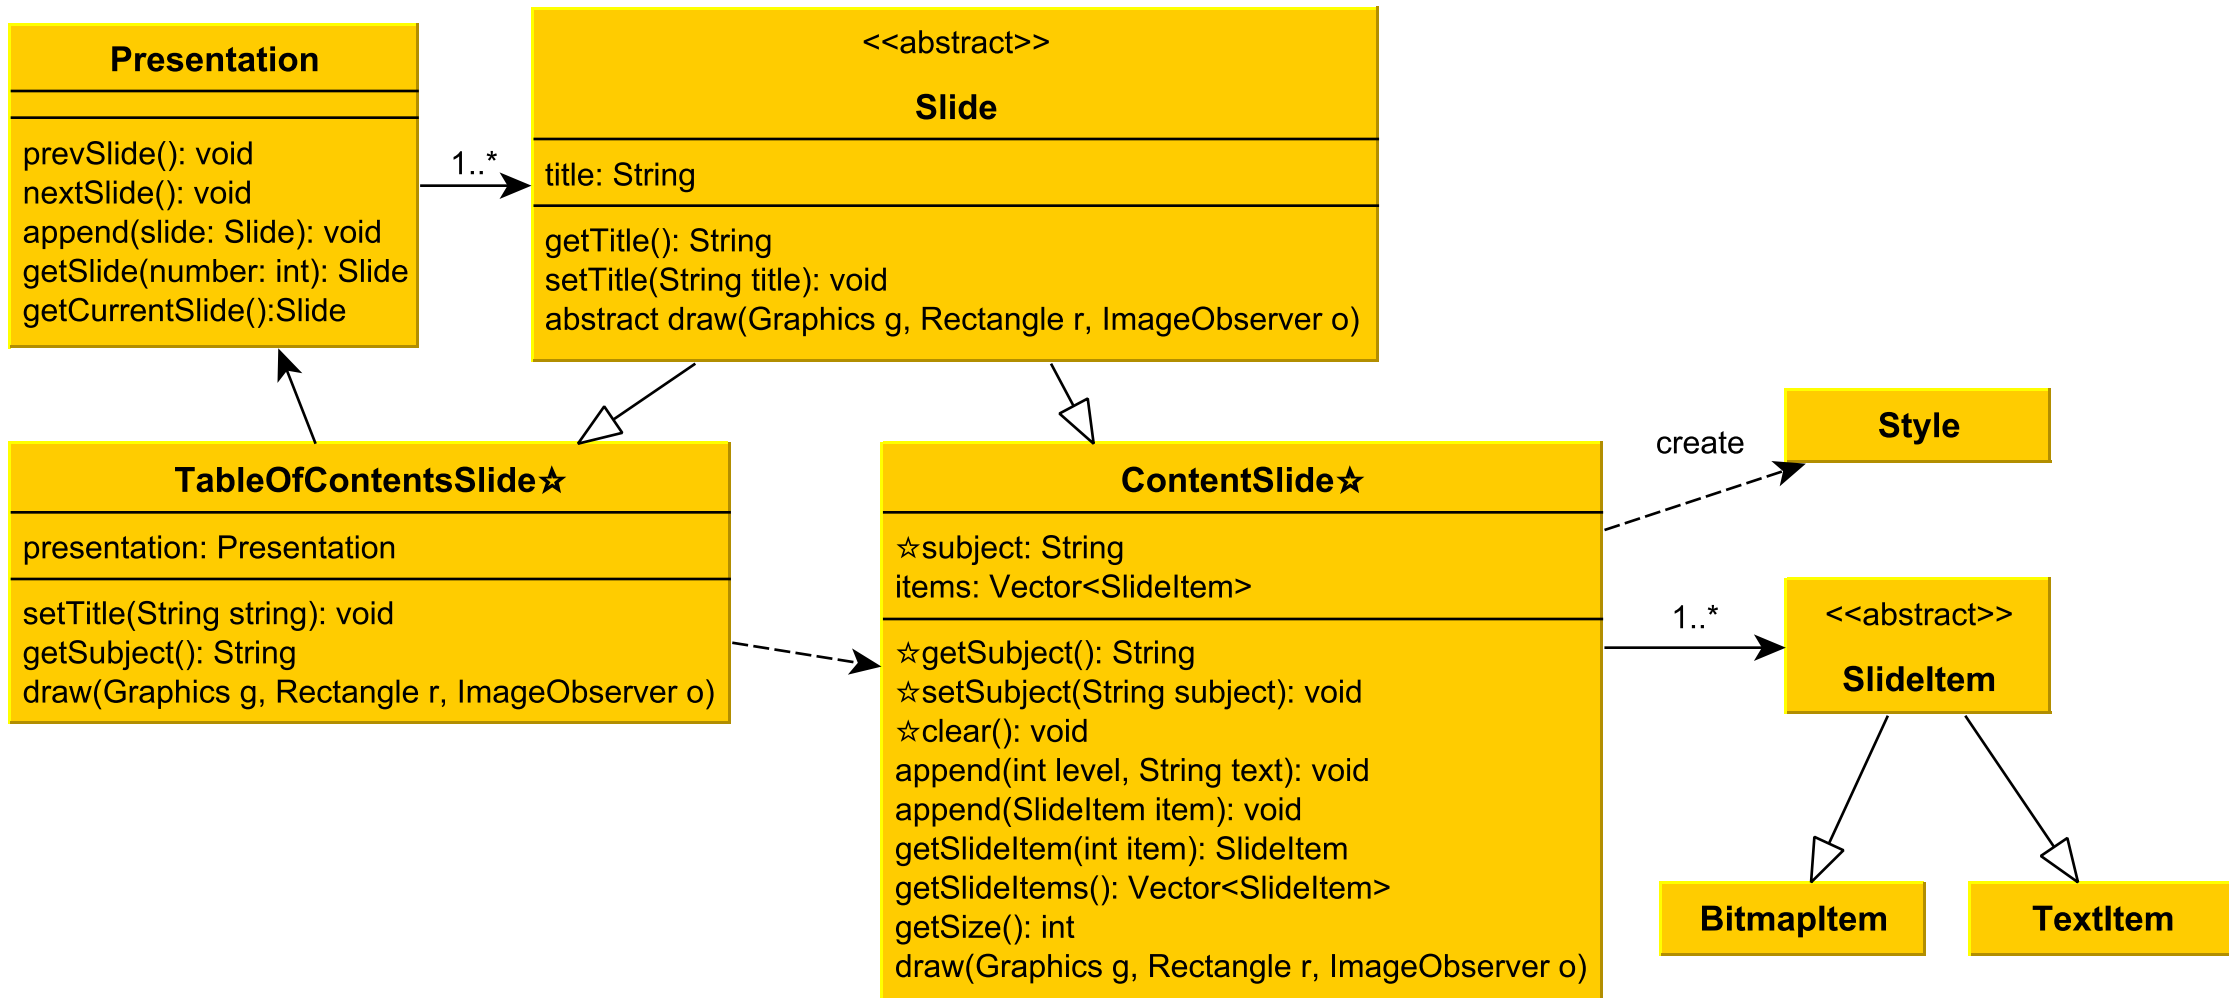 Presentation
prevSlide(): void
nextSlide(): void
append(slide: Slide): void
getSlide(number: int): Slide
getCurrentSlide():Slide
1..*
<<abstract>>
Slide
title: String
getTitle(): String
setTitle(String title): void
abstract draw(Graphics g, Rectangle r, ImageObserver o)
TableOfContentsSlide☆
presentation: Presentation
setTitle(String string): void
getSubject(): String
draw(Graphics g, Rectangle r, ImageObserver o)
ContentSlide☆
☆subject: String
items: Vector<SlideItem>
☆getSubject(): String
☆setSubject(String subject): void
☆clear(): void
append(int level, String text): void
append(SlideItem item): void
getSlideItem(int item): SlideItem
getSlideItems(): Vector<SlideItem>
getSize(): int
draw(Graphics g, Rectangle r, ImageObserver o)
create
Style
1..*
<<abstract>>
SlideItem
BitmapItem
TextItem